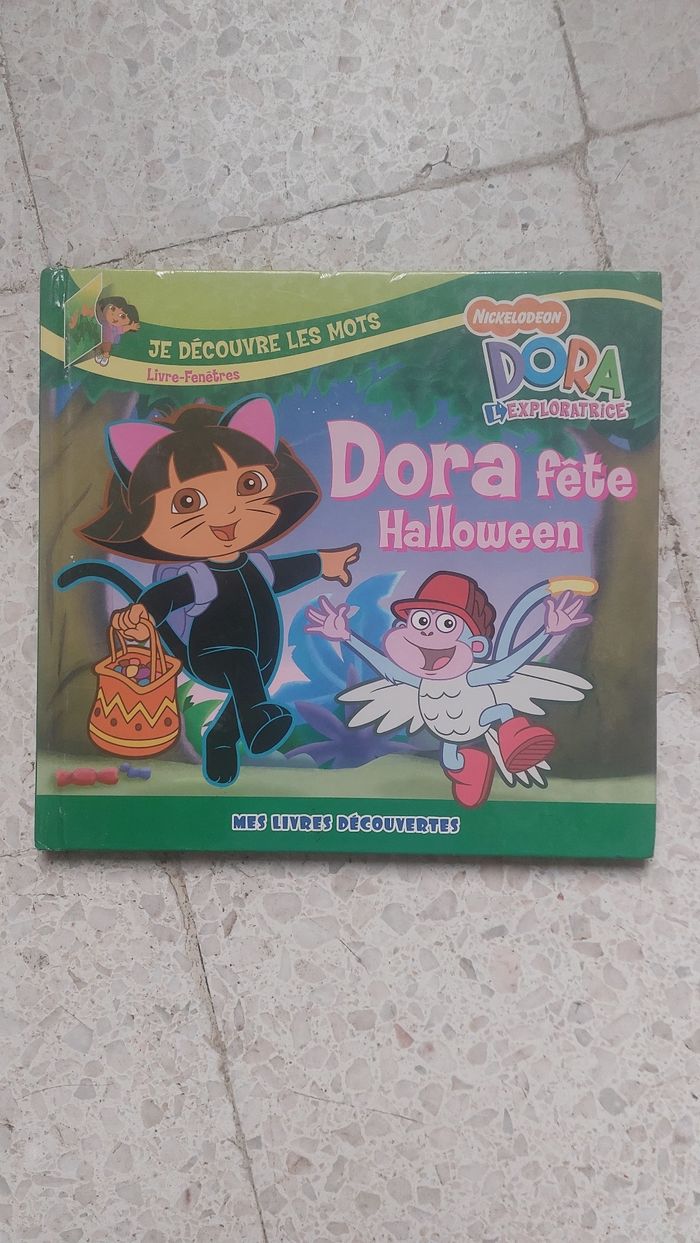 JE DÉCOUVRE LES MOTS
Livre-Fenêtres
NICKELODEON
DORA
L'EXPLORATRICE
Dora fête
Halloween
MES LIVRES DÉCOUVERTES